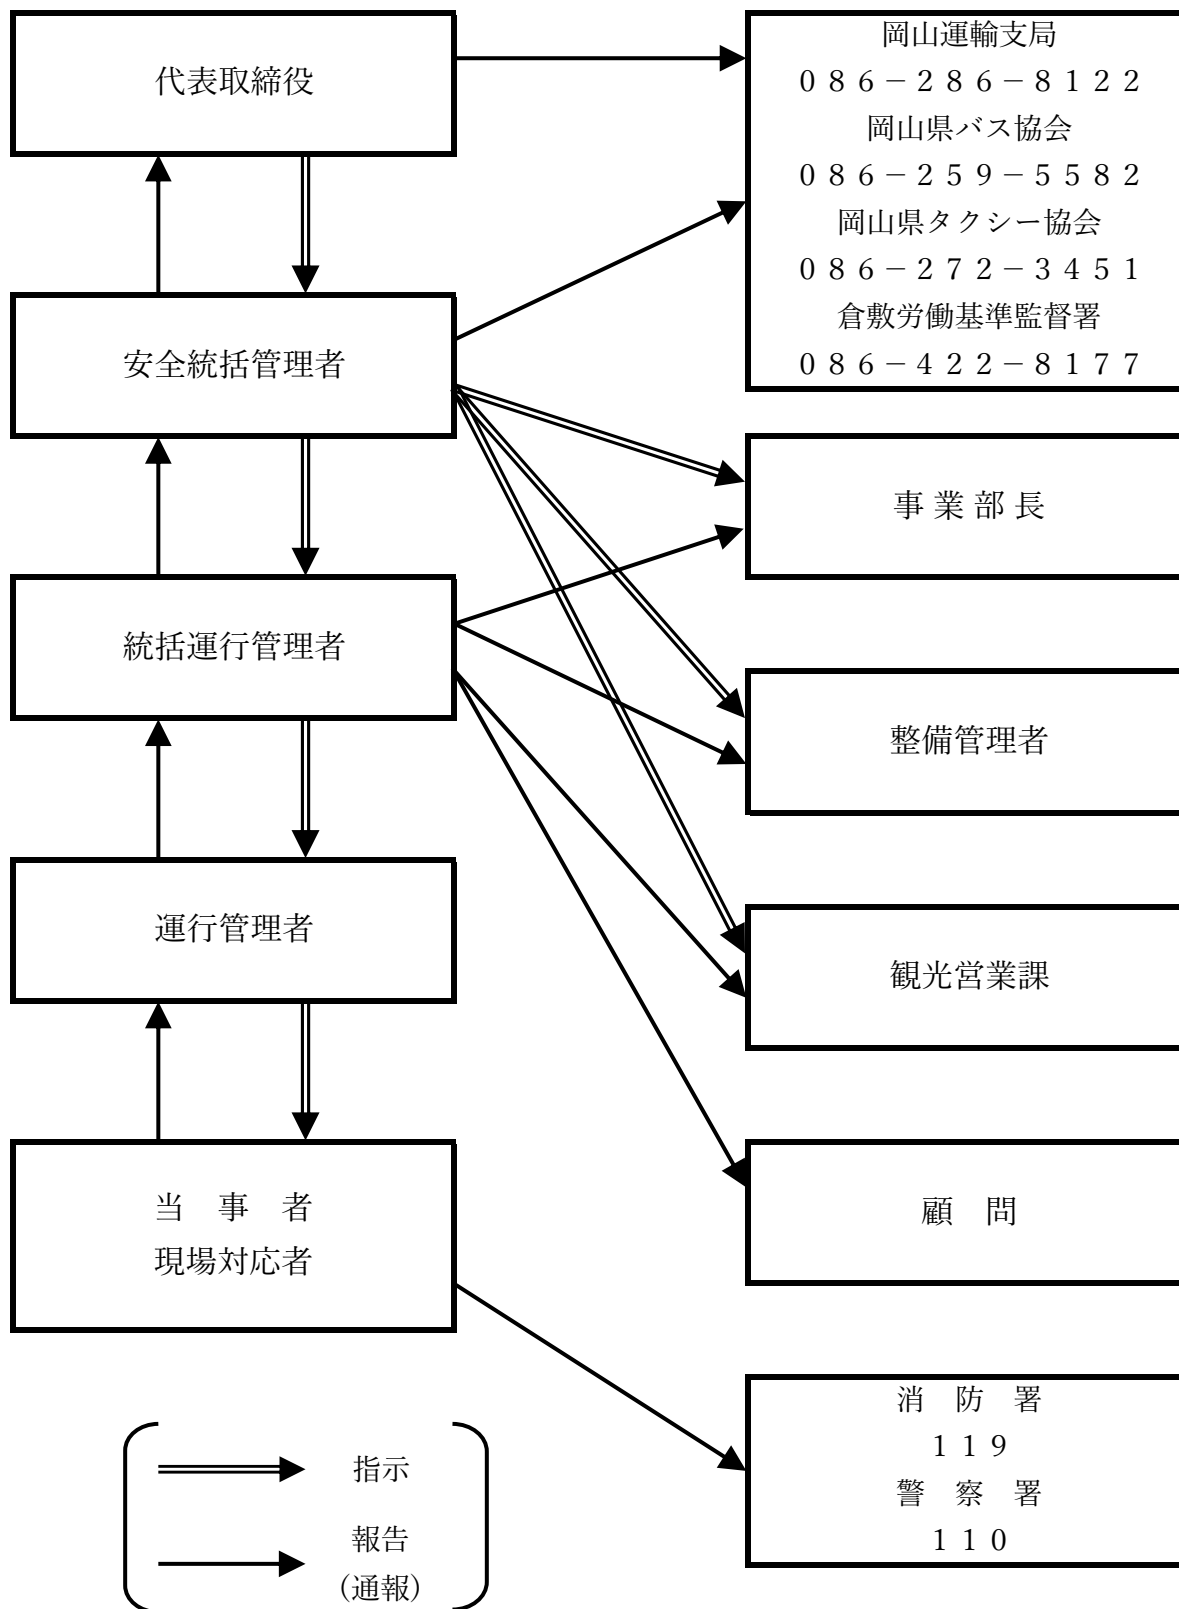 代表取締役
岡山運輸支局
０８６－２８６－８１２２
岡山県バス協会
０８６－２５９－５５８２
岡山県タクシー協会
０８６－２７２－３４５１
倉敷労働基準監督署
０８６－４２２－８１７７
安全統括管理者
事 業 部 長
統括運行管理者
整備管理者
運行管理者
観光営業課
当　事　者
現場対応者
顧　問
消　防　署
１１９
警　察　署
１１０
指示
報告
(通報)